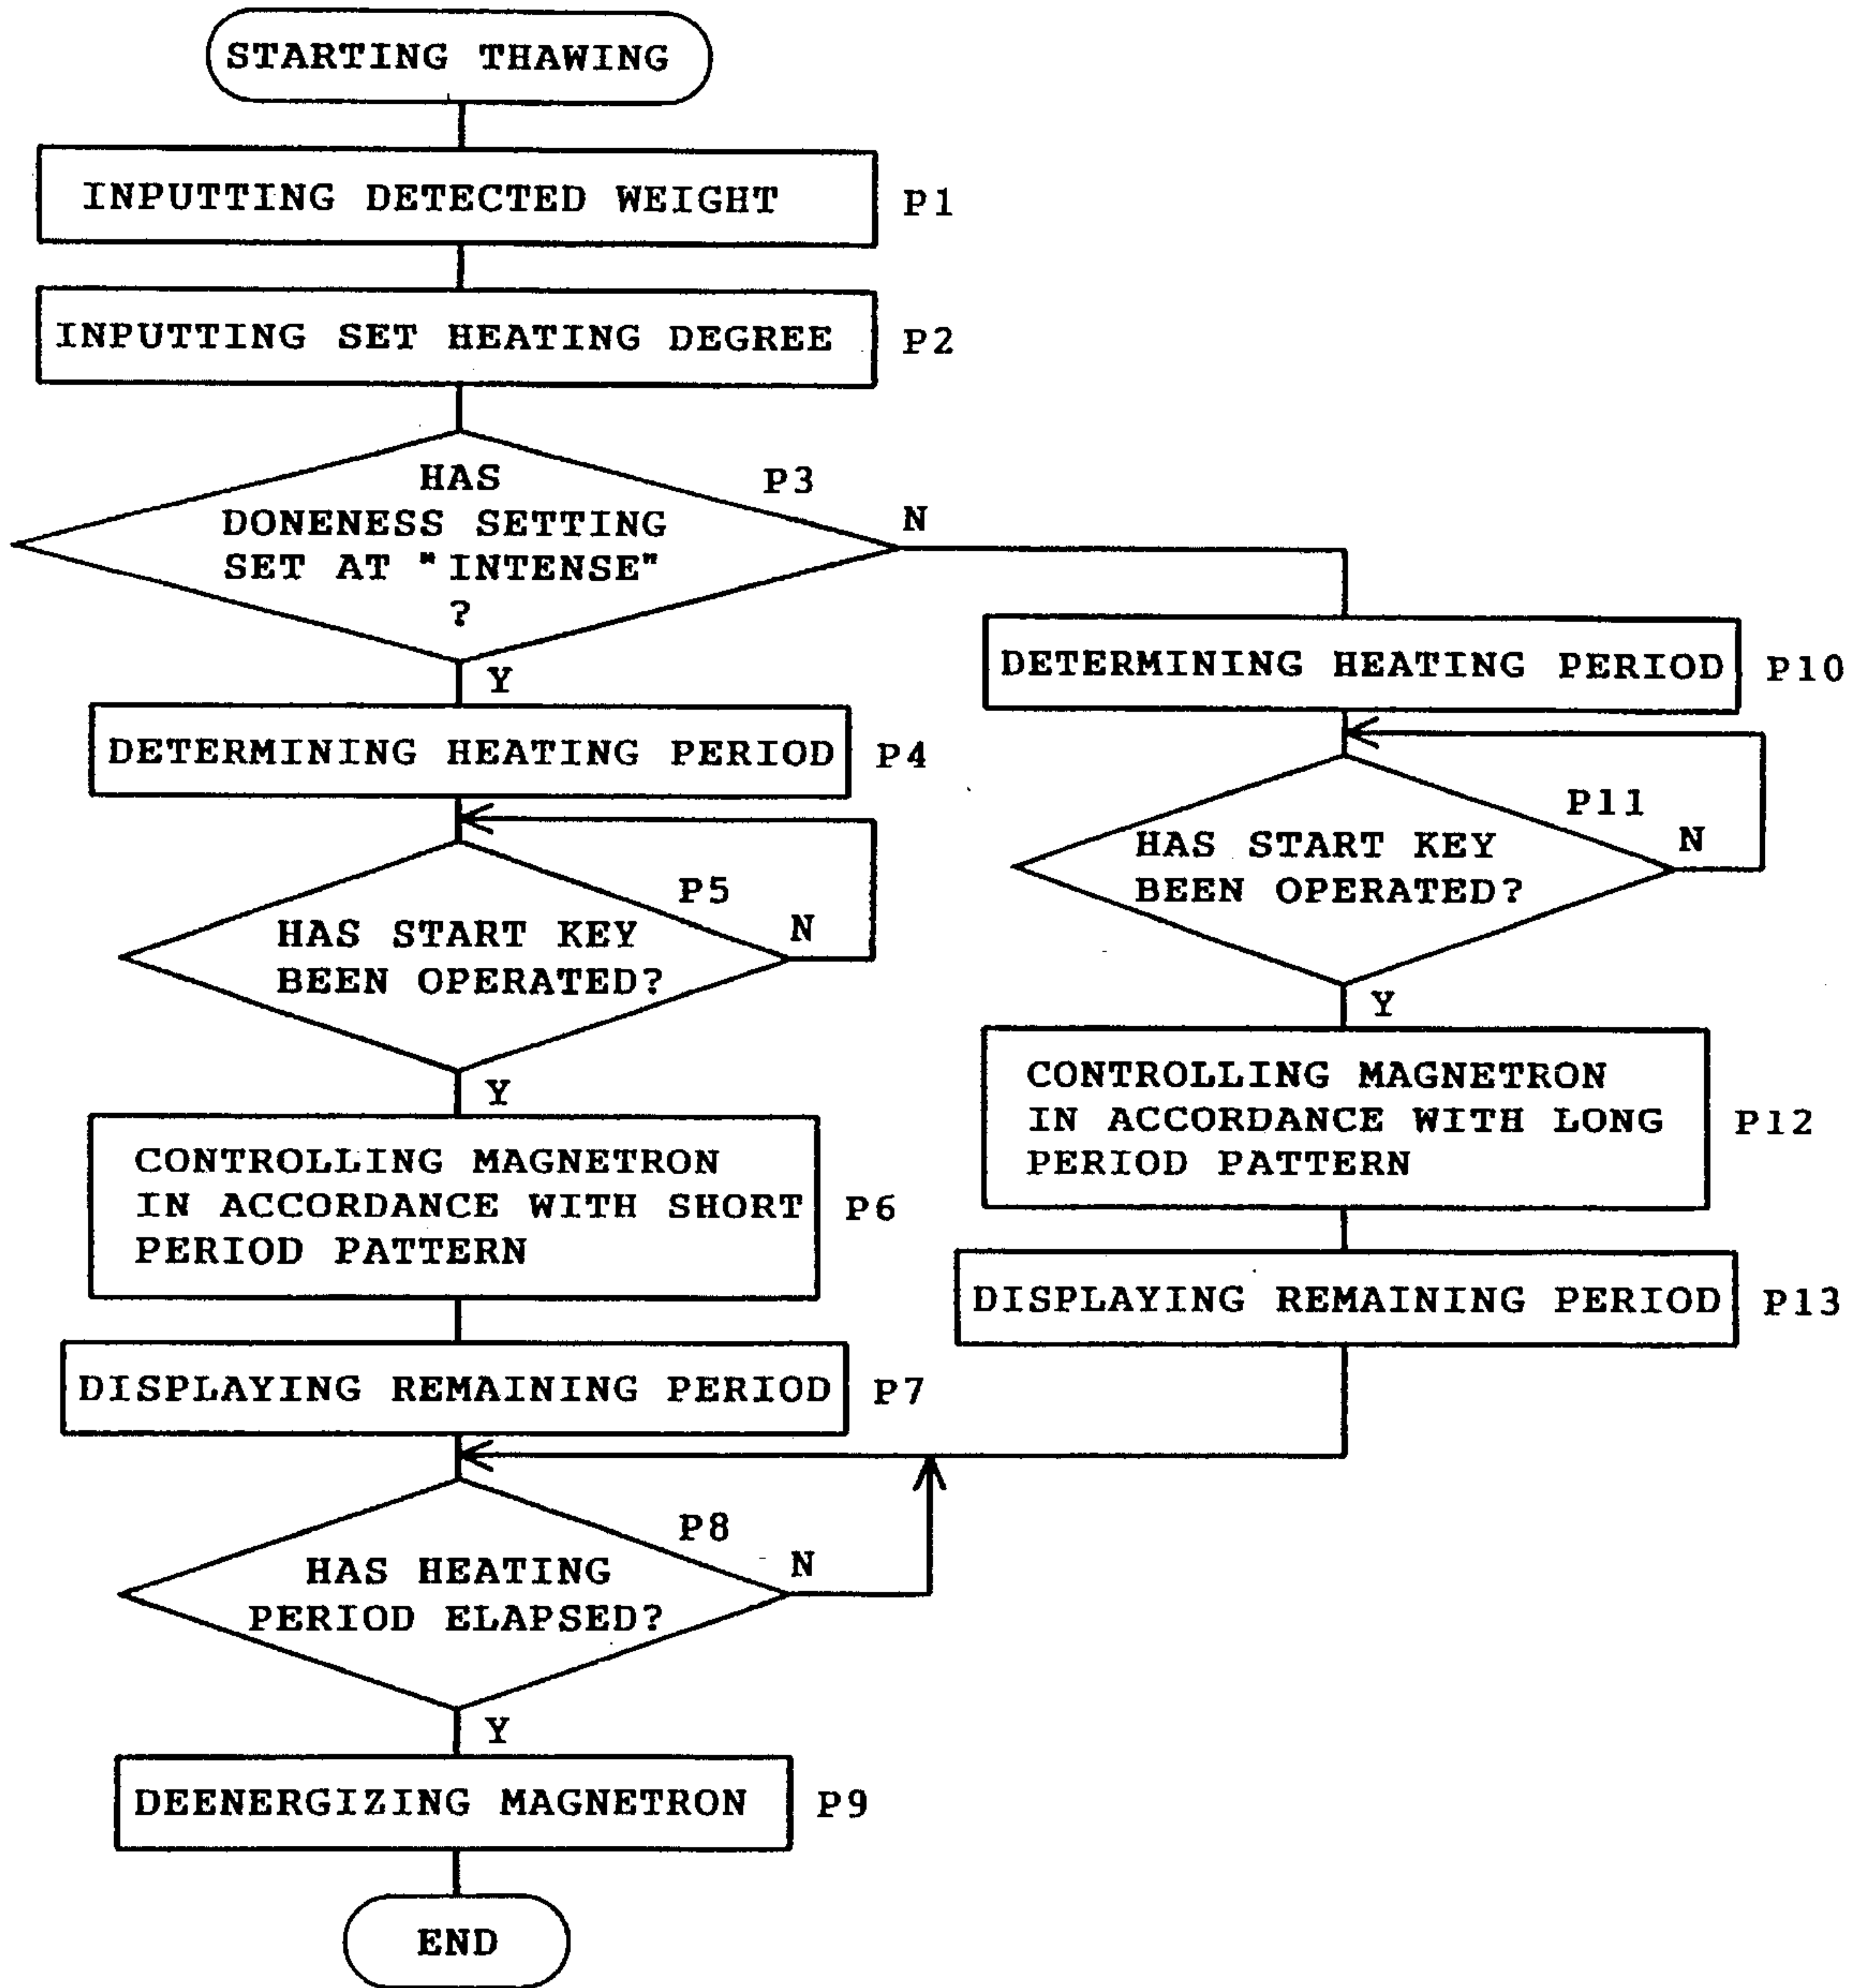 STARTING THAWING
INPUTTING DETECTED WEIGHT
P1
INPUTTING SET HEATING DEGREE
P2
HAS
DONENESS SETTING
SET AT "INTENSE"
?
P3
N
Y
DETERMINING HEATING PERIOD
P4
HAS START KEY
BEEN OPERATED?
P5
N
Y
CONTROLLING MAGNETRON
IN ACCORDANCE WITH SHORT
PERIOD PATTERN
P6
DISPLAYING REMAINING PERIOD
P7
HAS HEATING
PERIOD ELAPSED?
P8
N
Y
DEENERGIZING MAGNETRON
P9
END
DETERMINING HEATING PERIOD
P10
HAS START KEY
BEEN OPERATED?
P11
N
Y
CONTROLLING MAGNETRON
IN ACCORDANCE WITH LONG
PERIOD PATTERN
P12
DISPLAYING REMAINING PERIOD
P13